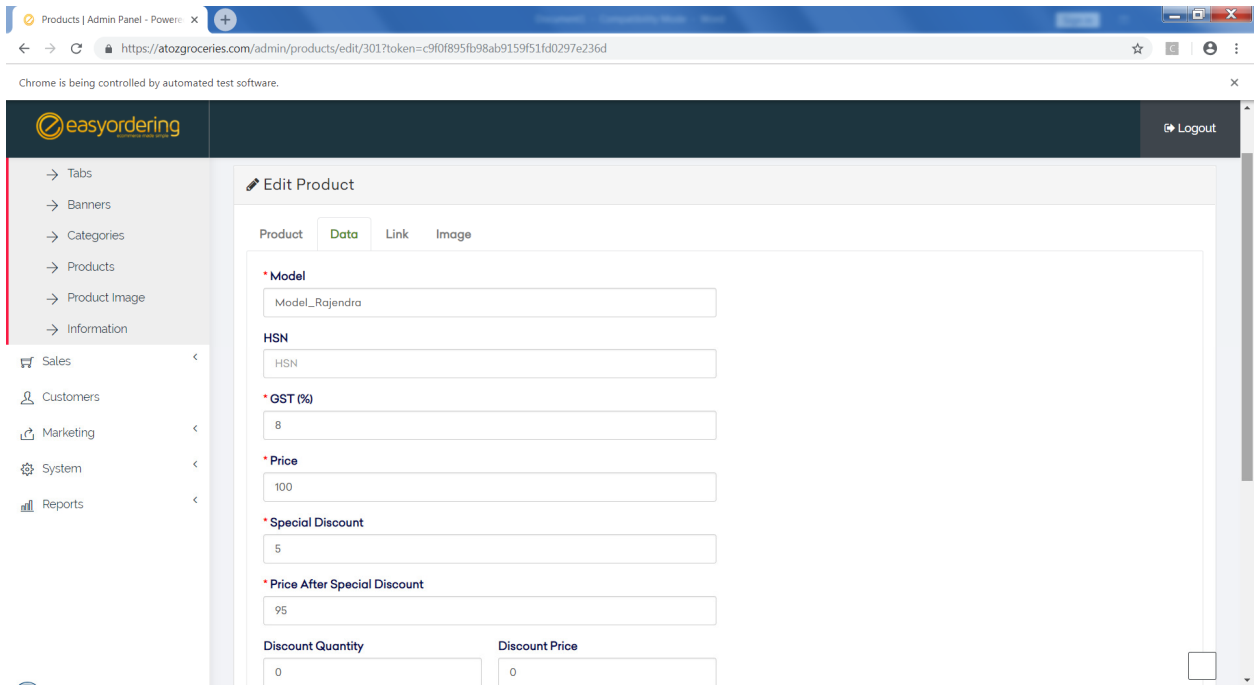 Products | Admin Panel - Powere
https://atozgroceries.com/admin/products/edit/301?token=c9f0f895fb98ab9159f51fd0297e236d
Chrome is being controlled by automated test software.
easyordering
ecommerce made simple
Logout
Tabs
Banners
Categories
Products
Product Image
Information
Sales
Customers
Marketing
System
Reports
Edit Product
Product Data Link Image
* Model
Model_Rajendra
HSN
HSN
* GST (%)
8
* Price
100
* Special Discount
5
* Price After Special Discount
95
Discount Quantity Discount Price
0 0